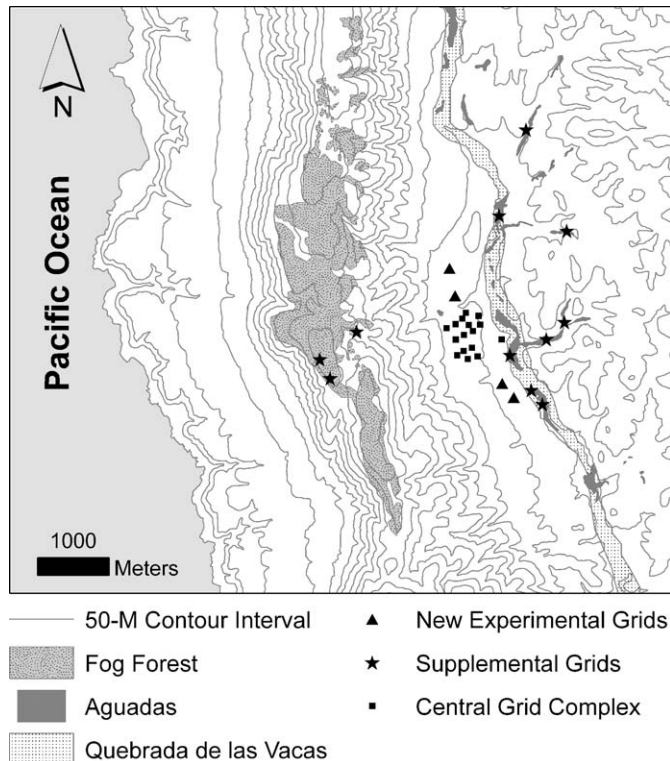 N
Pacific Ocean
1000
Meters
50-M Contour Interval
Fog Forest
Aguadas
Quebrada de las Vacas
New Experimental Grids
Supplemental Grids
Central Grid Complex